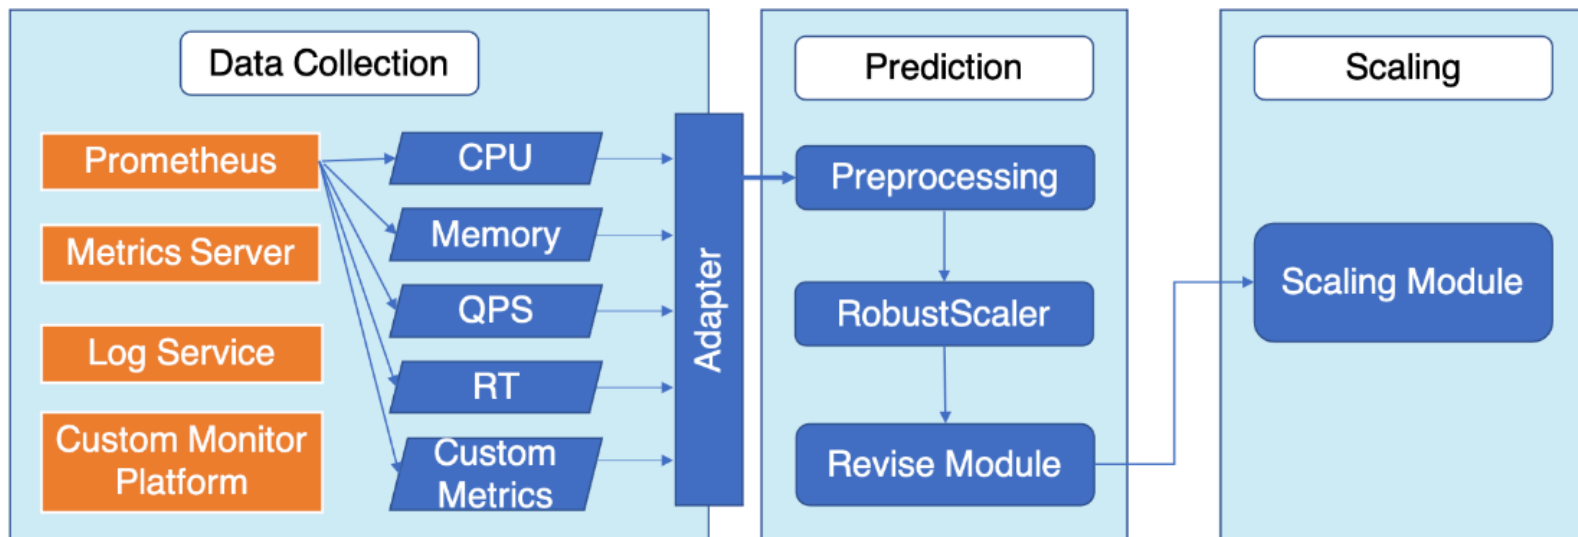 Data Collection
Prometheus
Metrics Server
Log Service
Custom Monitor
Platform
CPU
Memory
QPS
RT
Custom
Metrics
Adapter
Prediction
Preprocessing
RobustScaler
Revise Module
Scaling
Scaling Module